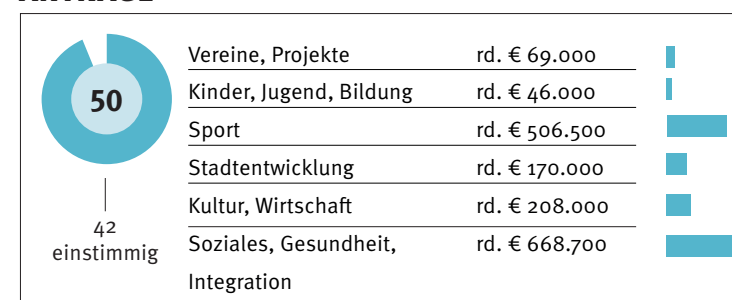 50
42
einstimmig
Vereine, Projekte rd. € 69.000
Kinder, Jugend, Bildung rd. € 46.000
Sport rd. € 506.500
Stadtentwicklung rd. € 170.000
Kultur, Wirtschaft rd. € 208.000
Soziales, Gesundheit, rd. € 668.700
Integration